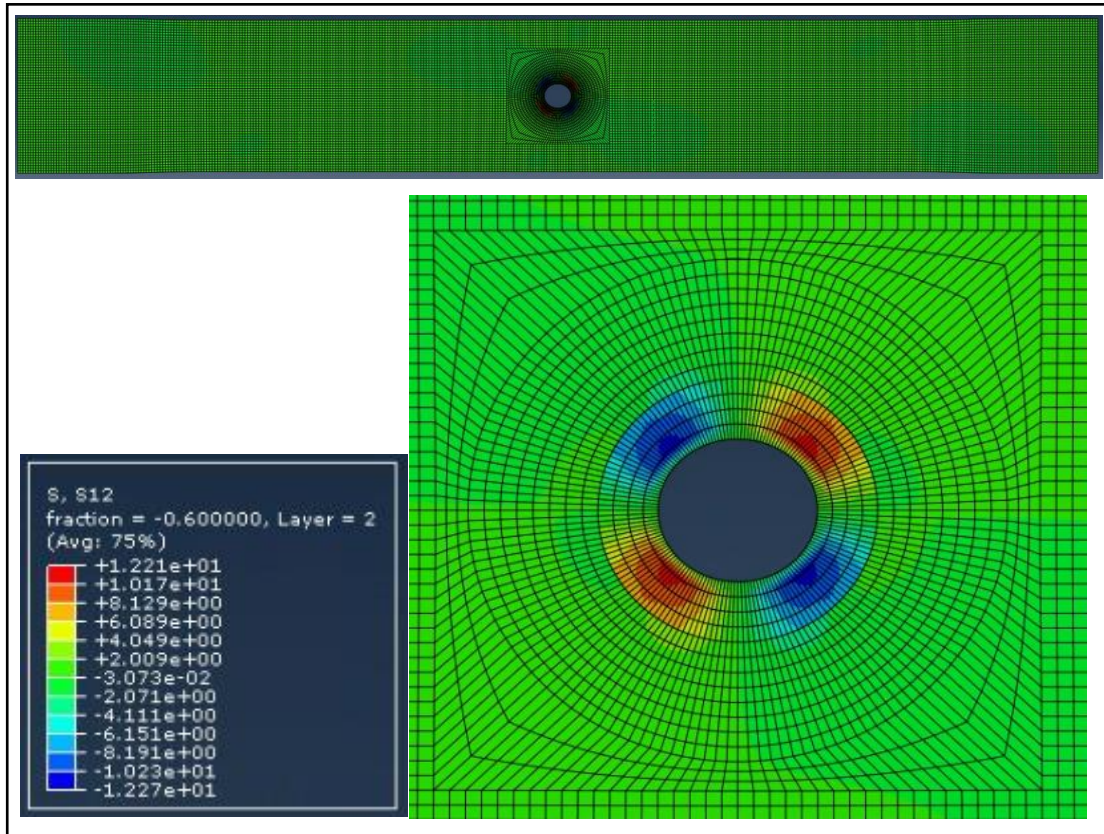 S, S12
fraction = -0.600000, Layer = 2
(Avg: 75%)
+1.221e+01
+1.017e+01
+8.129e+00
+6.089e+00
+4.049e+00
+2.009e+00
-3.073e-02
-2.071e+00
-4.111e+00
-6.151e+00
-8.191e+00
-1.023e+01
-1.227e+01